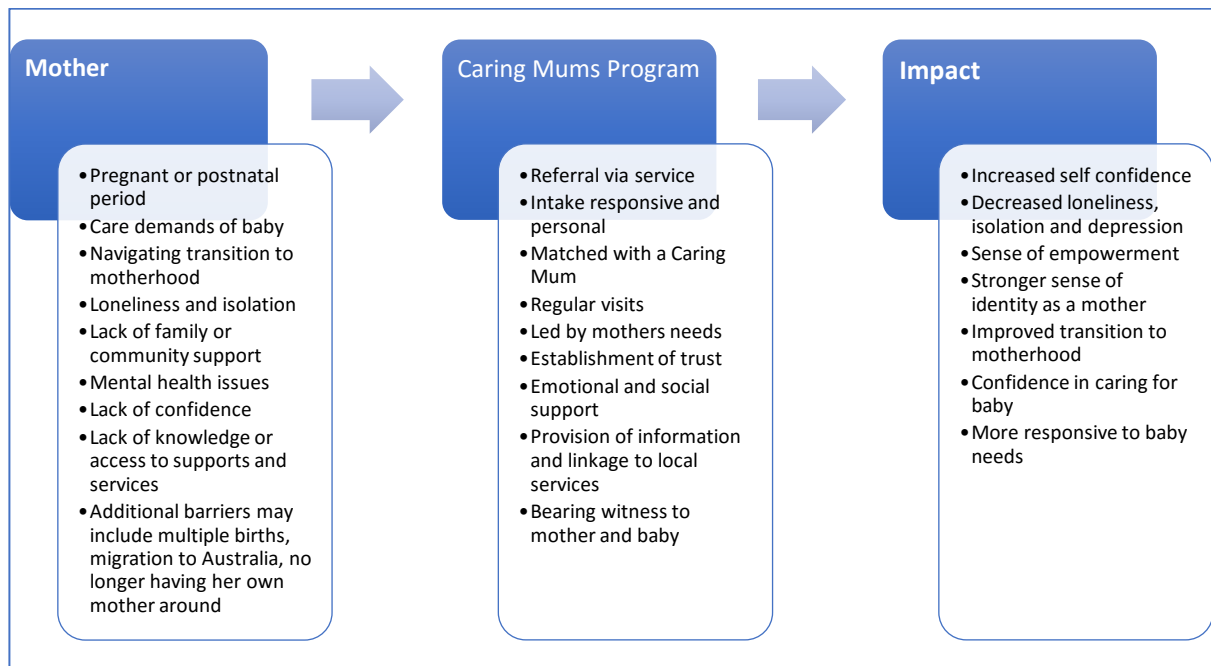 Mother
•Pregnant or postnatal
period
•Care demands of baby
•Navigating transition to
motherhood
•Loneliness and isolation
•Lack of family or
community support
•Mental health issues
•Lack of confidence
•Lack of knowledge or
access to supports and
services
•Additional barriers may
include multiple births,
migration to Australia, no
longer having her own
mother around
Caring Mums Program
•Referral via service
•Intake responsive and
personal
•Matched with a Caring
Mum
•Regular visits
•Led by mothers needs
•Establishment of trust
•Emotional and social
support
•Provision of information
and linkage to local
services
•Bearing witness to
mother and baby
Impact
•Increased self confidence
•Decreased loneliness,
isolation and depression
•Sense of empowerment
•Stronger sense of
identity as a mother
•Improved transition to
motherhood
•Confidence in caring for
baby
•More responsive to baby
needs